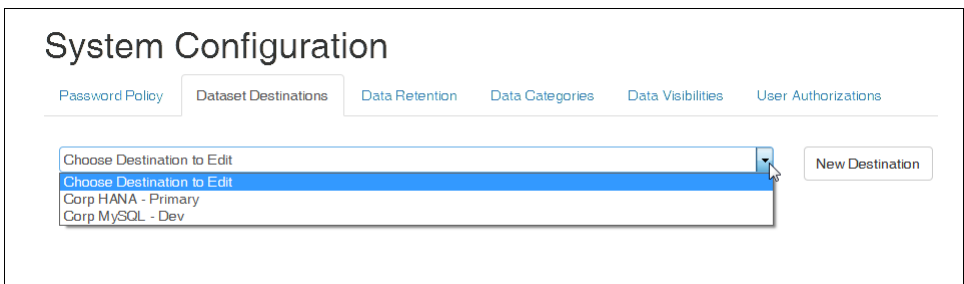 System Configuration
Password Policy Dataset Destinations Data Retention Data Categories Data Visibilities User Authorizations
Choose Destination to Edit New Destination
Choose Destination to Edit
Corp HANA - Primary
Corp MySQL - Dev